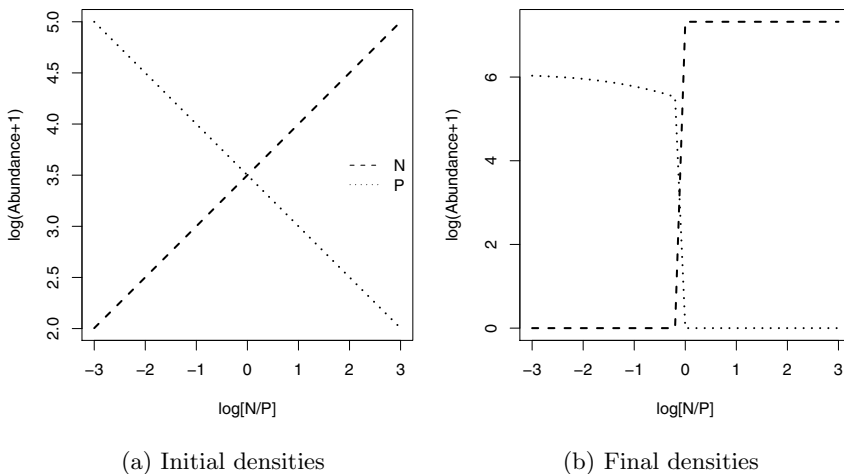 5.0
4.5
4.0
3.5
3.0
2.5
2.0
log(Abundance+1)
N
P
−3 −2 −1 0 1 2 3
log[N/P]
(a) Initial densities
6
4
2
0
log(Abundance+1)
−3 −2 −1 0 1 2 3
log[N/P]
(b) Final densities